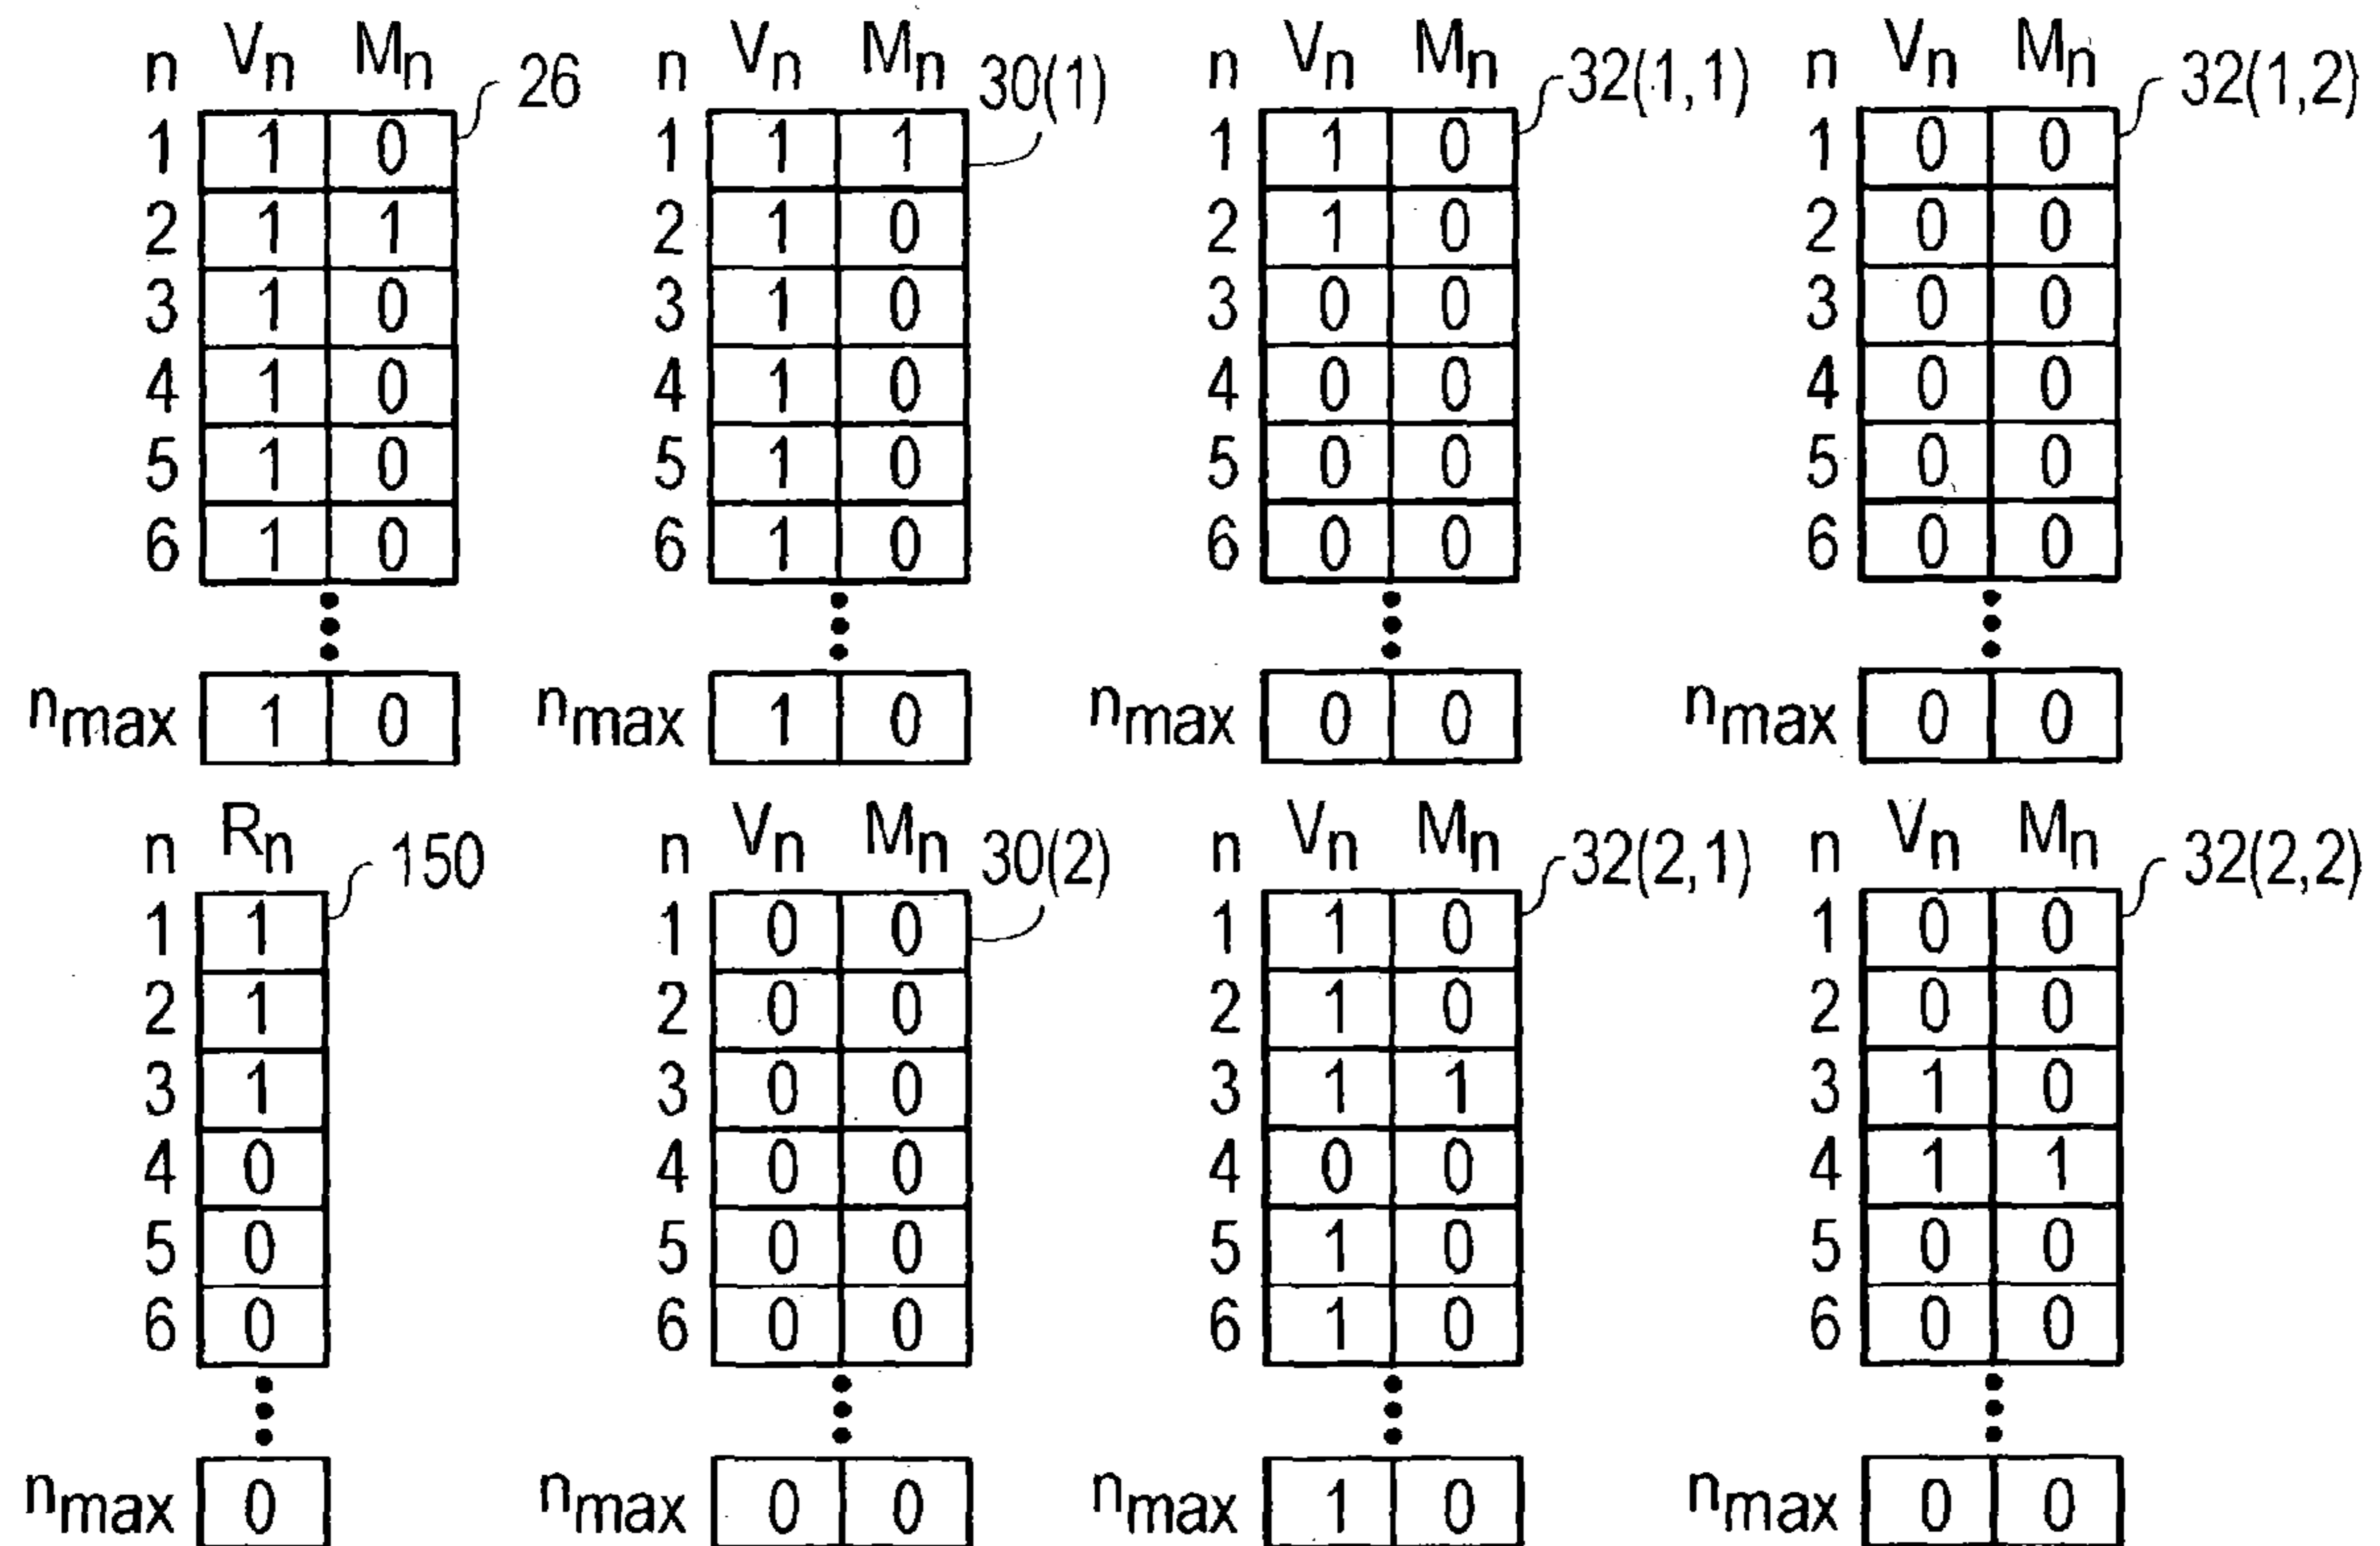 n Vn Mn 26 n Vn Mn 30(1) n Vn Mn 32(1,1) n Vn Mn 32(1,2)
1 1 0 1 1 1 1 1 0 1 0 0
2 1 1 2 1 0 2 1 0 2 0 0
3 1 0 3 1 0 3 0 0 3 0 0
4 1 0 4 1 0 4 0 0 4 0 0
5 1 0 5 1 0 5 0 0 5 0 0
6 1 0 6 1 0 6 0 0 6 0 0
nmax 1 0 nmax 1 0 nmax 0 0 nmax 0 0
n Rn 150 n Vn Mn 30(2) n Vn Mn 32(2,1) n Vn Mn 32(2,2)
1 1 1 0 0 1 1 0 1 0 0
2 1 2 0 0 2 1 0 2 0 0
3 1 3 0 0 3 1 1 3 1 0
4 0 4 0 0 4 0 0 4 1 1
5 0 5 0 0 5 1 0 5 0 0
6 0 6 0 0 6 1 0 6 0 0
nmax 0 nmax 0 0 nmax 1 0 nmax 0 0